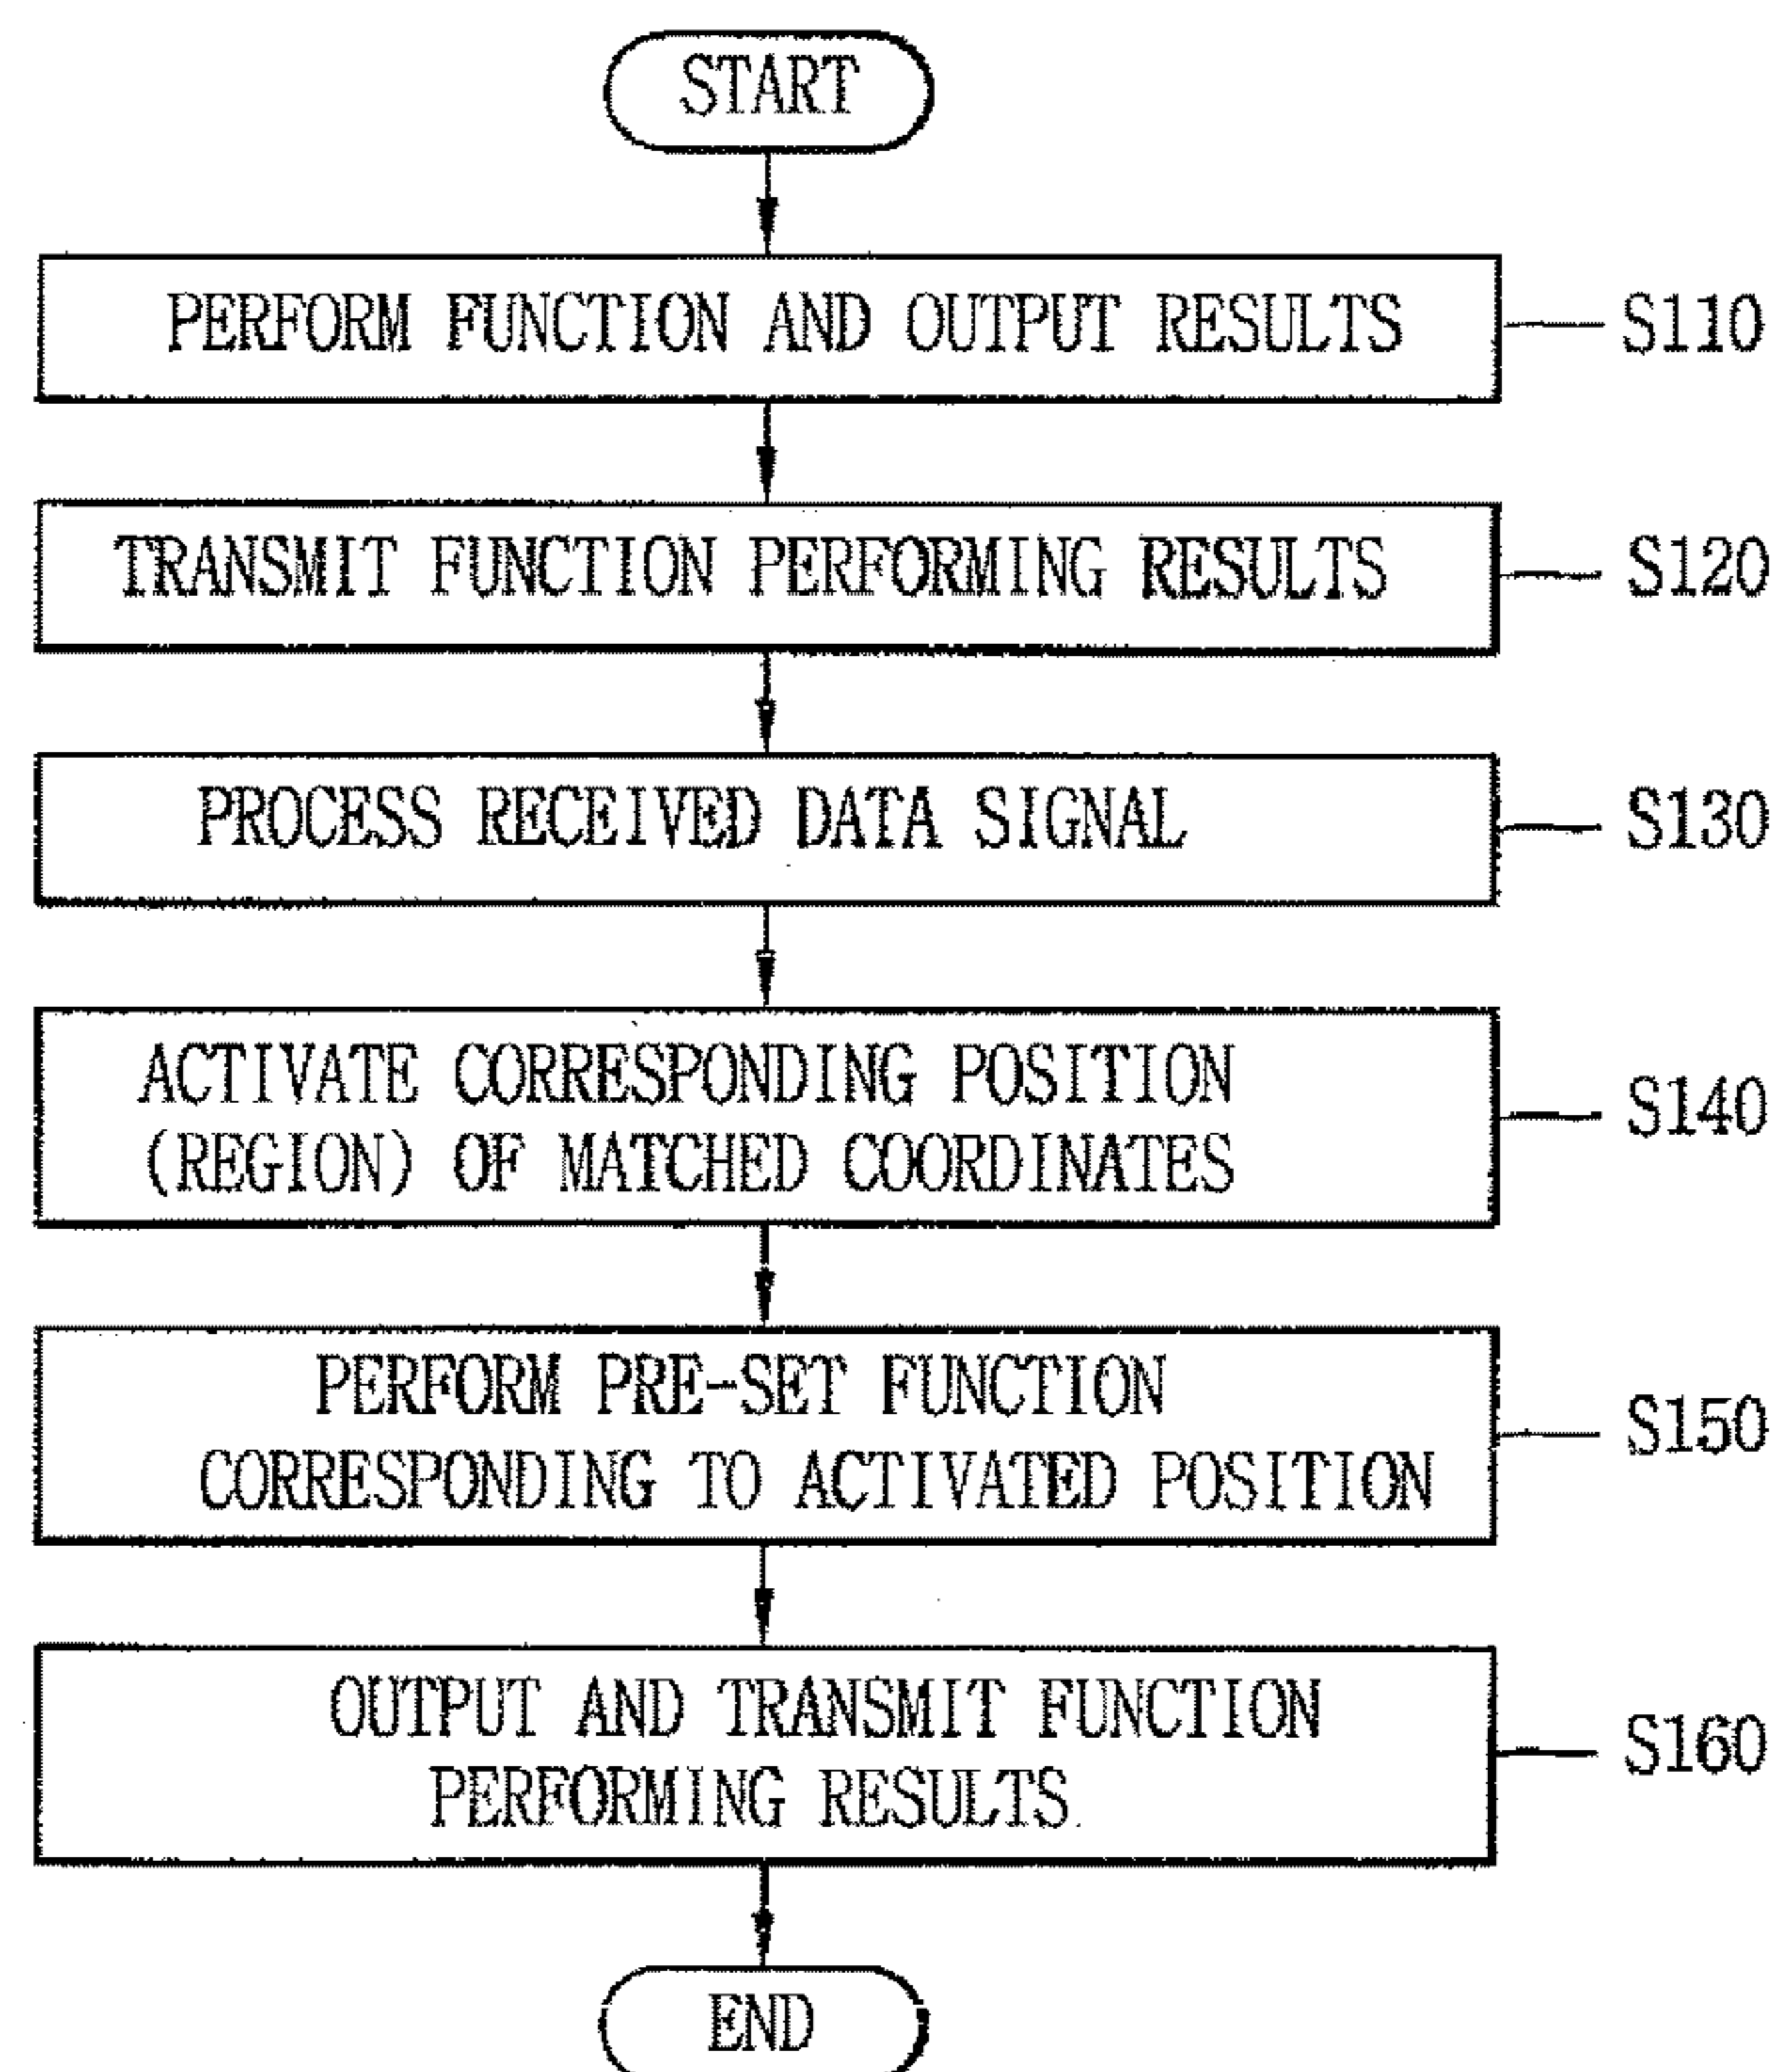 START
PERFORM FUNCTION AND OUTPUT RESULTS
S110
TRANSMIT FUNCTION PERFORMING RESULTS
S120
PROCESS RECEIVED DATA SIGNAL
S130
ACTIVATE CORRESPONDING POSITION
(REGION) OF MATCHED COORDINATES
S140
PERFORM PRE-SET FUNCTION
CORRESPONDING TO ACTIVATED POSITION
S150
OUTPUT AND TRANSMIT FUNCTION
PERFORMING RESULTS
S160
END